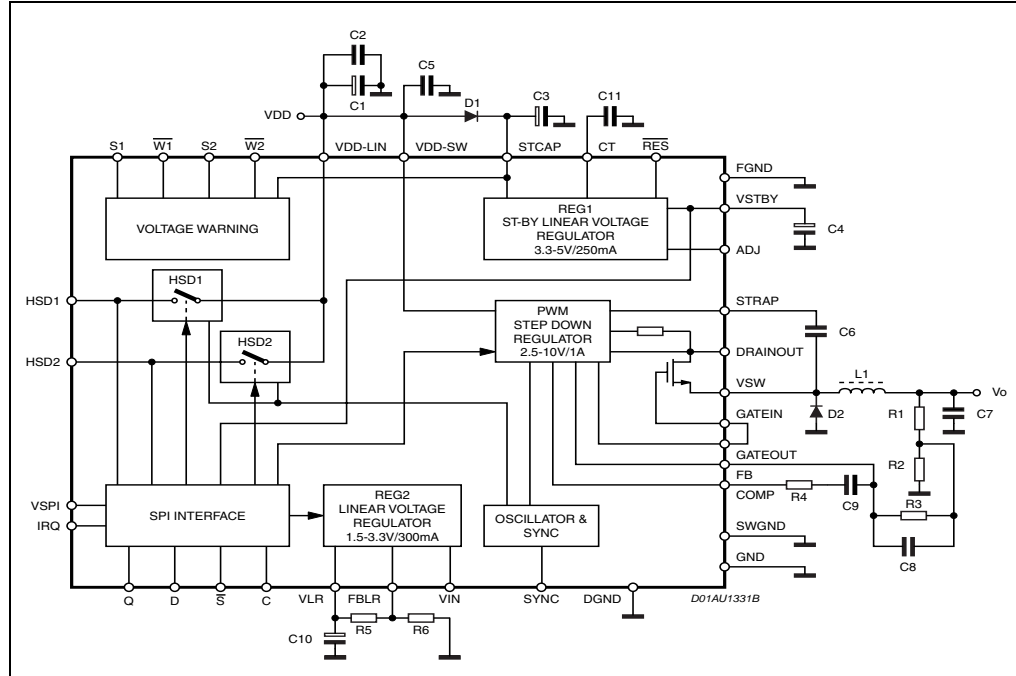 C2
C1
C5
D1
C3
C11
VDD
S1
W1
S2
W2
VDD-LIN
VDD-SW
STCAP
CT
RES
FGND
VSTBY
C4
ADJ
VOLTAGE WARNING
REG1
ST-BY LINEAR VOLTAGE
REGULATOR
3.3-5V/250mA
HSD1
HSD1
HSD2
HSD2
PWM
STEP DOWN
REGULATOR
2.5-10V/1A
STRAP
C6
DRAINOUT
VSW
L1
Vo
D2
R1
C7
GATEIN
GATEOUT
R2
FB
COMP
R4
C9
R3
C8
SWGND
GND
VSPI
IRQ
SPI INTERFACE
REG2
LINEAR VOLTAGE
REGULATOR
1.5-3.3V/300mA
OSCILLATOR &
SYNC
Q
D
S
C
VLR
FBLR
VIN
SYNC
DGND
D01AU1331B
C10
R5
R6